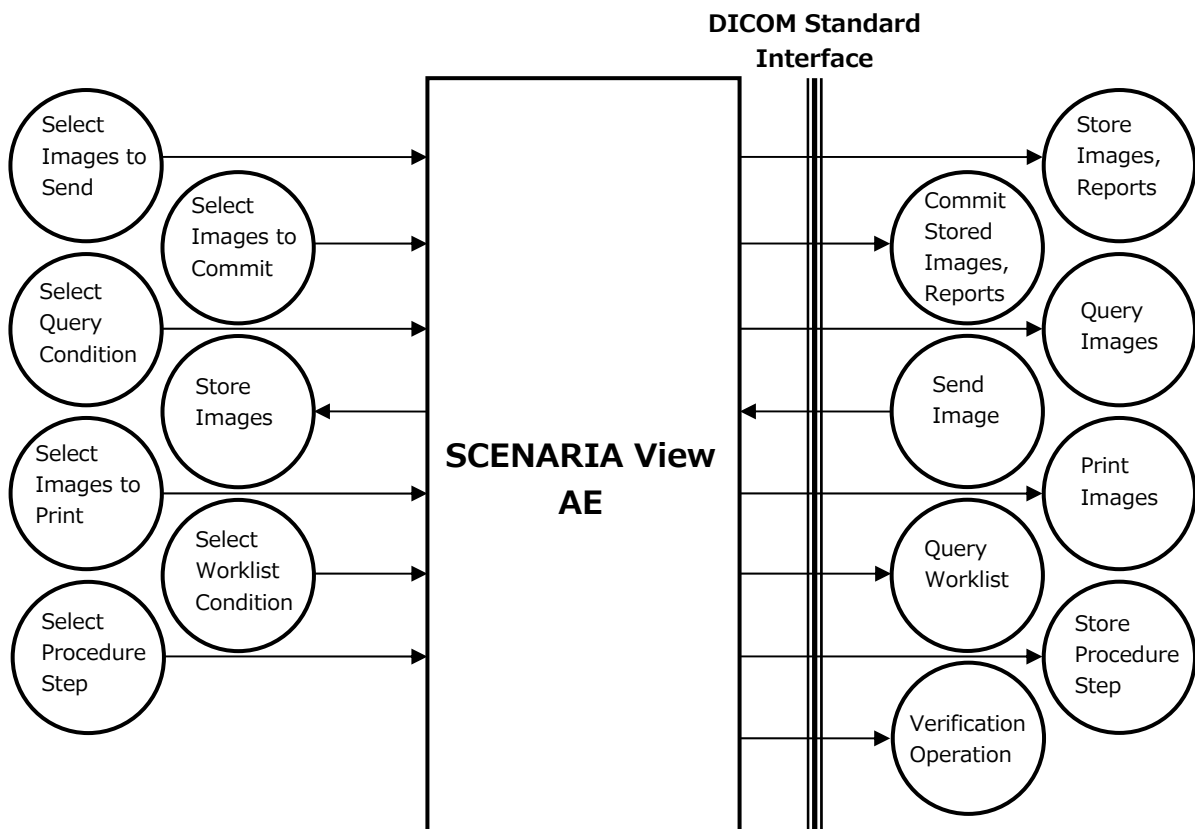 DICOM Standard
Interface
Select
Images to
Send
Select
Images to
Commit
Select
Query
Condition
Store
Images
Select
Images to
Print
Select
Worklist
Condition
Select
Procedure
Step
SCENARIA View
AE
Store
Images,
Reports
Commit
Stored
Images,
Reports
Query
Images
Send
Image
Print
Images
Query
Worklist
Store
Procedure
Step
Verification
Operation